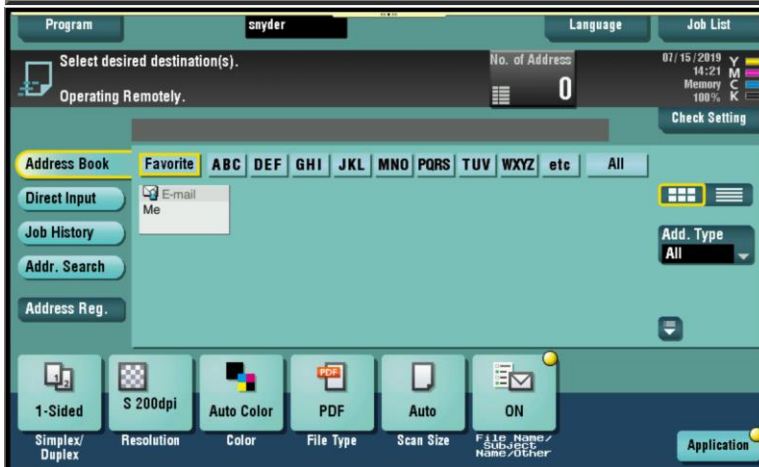 Program
snyder
Language
Job List
Select desired destination(s).
Operating Remotely.
No. of Address
0
07/15/2019
14:21
Memory
100%
Y
M
C
K
Check Setting
Address Book
Favorite
ABC
DEF
GHI
JKL
MNO
PQRS
TUV
WXYZ
etc
All
Direct Input
E-mail
Me
Job History
Add. Type
All
Addr. Search
Address Reg.
1 2
1-Sided
S 200dpi
Auto Color
PDF
PDF
Auto
ON
Simplex/
Duplex
Resolution
Color
File Type
Scan Size
File Name/
Subject
Name/Other
Application